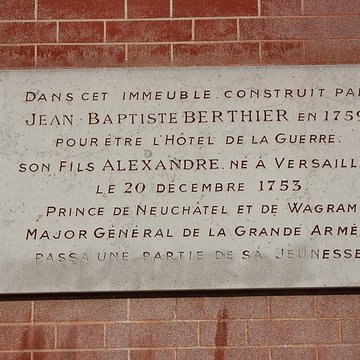 DANS CET IMMEUBLE CONSTRUIT PAR
JEAN BAPTISTE BERTHIER EN 1759
POUR ÊTRE L'HÔTEL DE LA GUERRE.
SON FILS ALEXANDRE. NÉ À VERSAILL
LE 20 DÉCEMBRE 1753
PRINCE DE NEUCHÂTEL ET DE WAGRAM
MAJOR GÉNÉRAL DE LA GRANDE ARMÉ
PASSA UNE PARTIE DE SA JEUNESSE